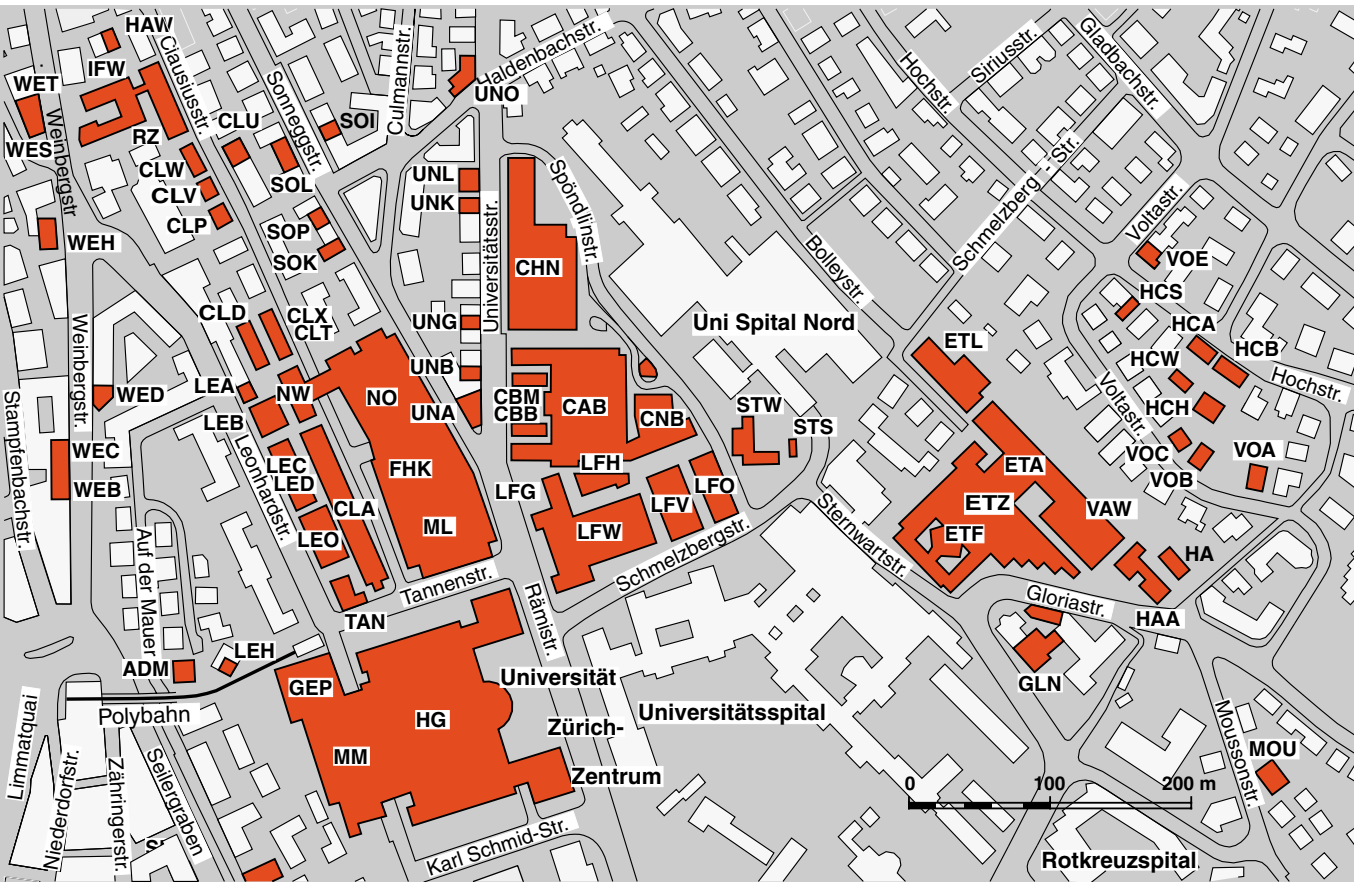 HAW
Clausiusstr.
IFW
WET
WES
Weinbergstr
RZ
CLU
Sonneggstr.
SOI
Culmannstr.
Haldenbachstr.
UNO
CLW
CLV
CLP
SOL
SOP
SOK
UNL
UNK
Universitätsstr.
Spöndlinstr.
CHN
Hochstr.
Siriusstr.
Gladbachstr.
Schmelzberg - Str.
Voltastr.
Bolleystr.
VOE
HCS
HCA
HCB
HCW
HCH
Hochstr.
Voltastr.
VOC
VOB
VOA
WEH
Weinbergstr.
WED
CLD
CLX
CLT
LEA
LEB
NW
NO
UNG
UNB
UNA
CBM
CBB
CAB
CNB
Uni Spital Nord
STW
STS
ETL
ETA
ETZ
ETF
VAW
HA
HAA
Stampfenbachstr.
WEC
WEB
Leonhardstr.
LEC
LED
LEO
CLA
FHK
ML
LFG
LFH
LFW
LFV
LFO
Schmelzbergstr.
Sternwartstr.
Gloriastr.
GLN
Auf der Mauer
TAN
Tannenstr.
Rämistr.
ADM
LEH
Polybahn
GEP
HG
MM
Universität
Zürich-
Zentrum
Universitätsspital
Moussonstr.
MOU
0 100 200 m
Limmatquai
Niederdorfstr.
Zähringerstr.
Seilergraben
Karl Schmid-Str.
Rotkreuzspital